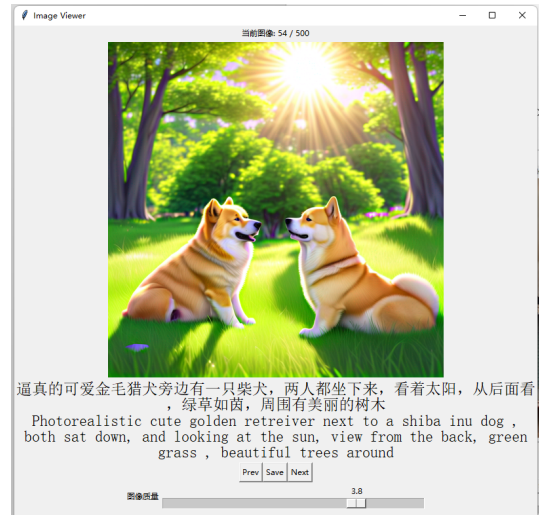 Image Viewer
当前图像: 54 / 500
逼真的可爱金毛猎犬旁边有一只柴犬，两人都坐下来，看着太阳，从后面看
，绿草如茵，周围有美丽的树木
Photorealistic cute golden retreiver next to a shiba inu dog ,
both sat down, and looking at the sun, view from the back, green
grass , beautiful trees around
Prev Save Next
3.8
图像质量